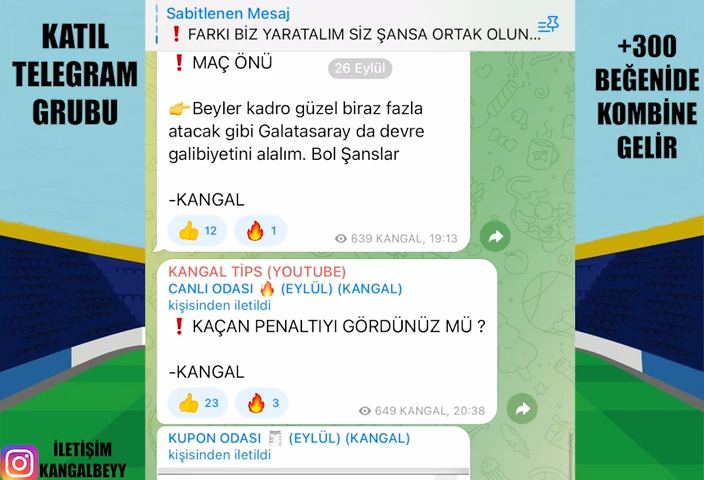 KATIL
TELEGRAM
GRUBU
Sabitlenen Mesaj
❗ FARKI BİZ YARATALIM SİZ ŞANSA ORTAK OLUN...
❗ MAÇ ÖNÜ
26 Eylül
👉Beyler kadro güzel biraz fazla
atacak gibi Galatasaray da devre
galibiyetini alalım. Bol Şanslar
-KANGAL
👍 12 🔥 1
639 KANGAL, 19:13
KANGAL TİPS (YOUTUBE)
CANLI ODASI 🔥 (EYLÜL) (KANGAL)
kişisinden iletildi
❗ KAÇAN PENALTIYI GÖRDÜNÜZ MÜ ?
-KANGAL
👍 23 🔥 3
649 KANGAL, 20:38
KUPON ODASI 🧾 (EYLÜL) (KANGAL)
kişisinden iletildi
+300
BEĞENİDE
KOMBİNE
GELİR
İLETİŞİM
KANGALBEYY